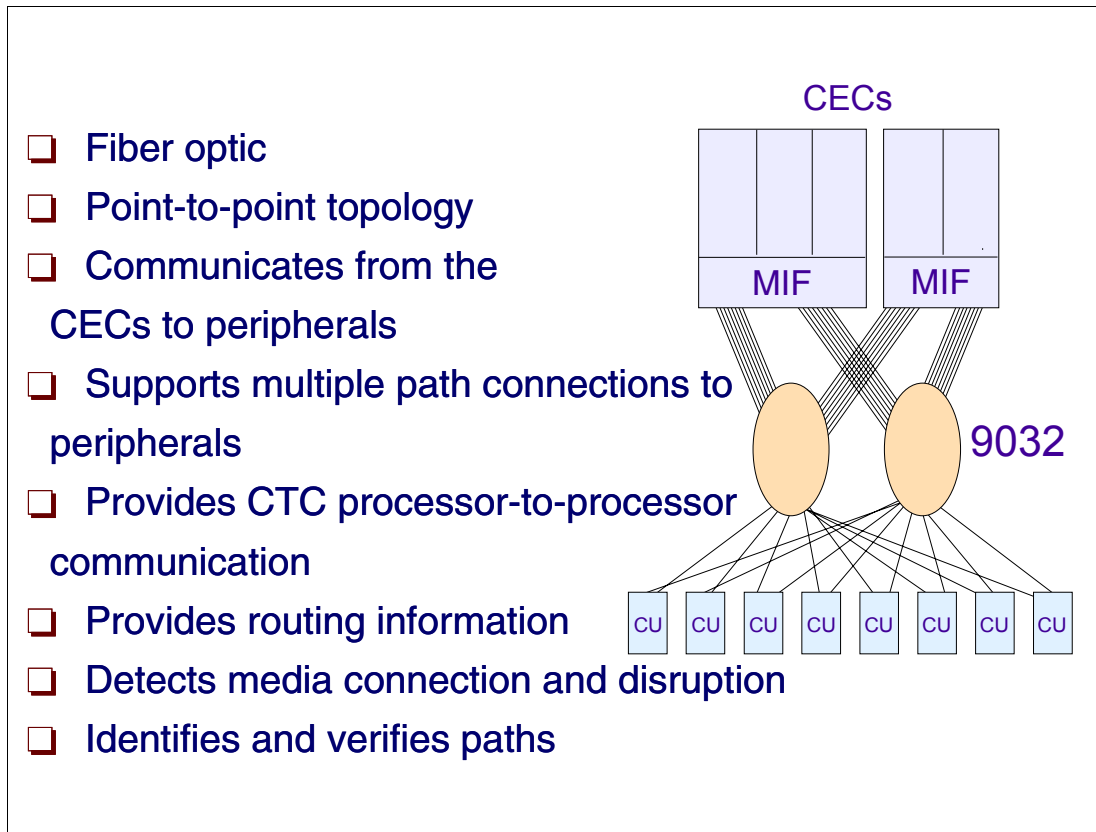 CECs
❏ Fiber optic
❏ Point-to-point topology
❏ Communicates from the
CECs to peripherals
❏ Supports multiple path connections to
peripherals
❏ Provides CTC processor-to-processor
communication
❏ Provides routing information
❏ Detects media connection and disruption
❏ Identifies and verifies paths
MIF MIF
9032
CU CU CU CU CU CU CU CU